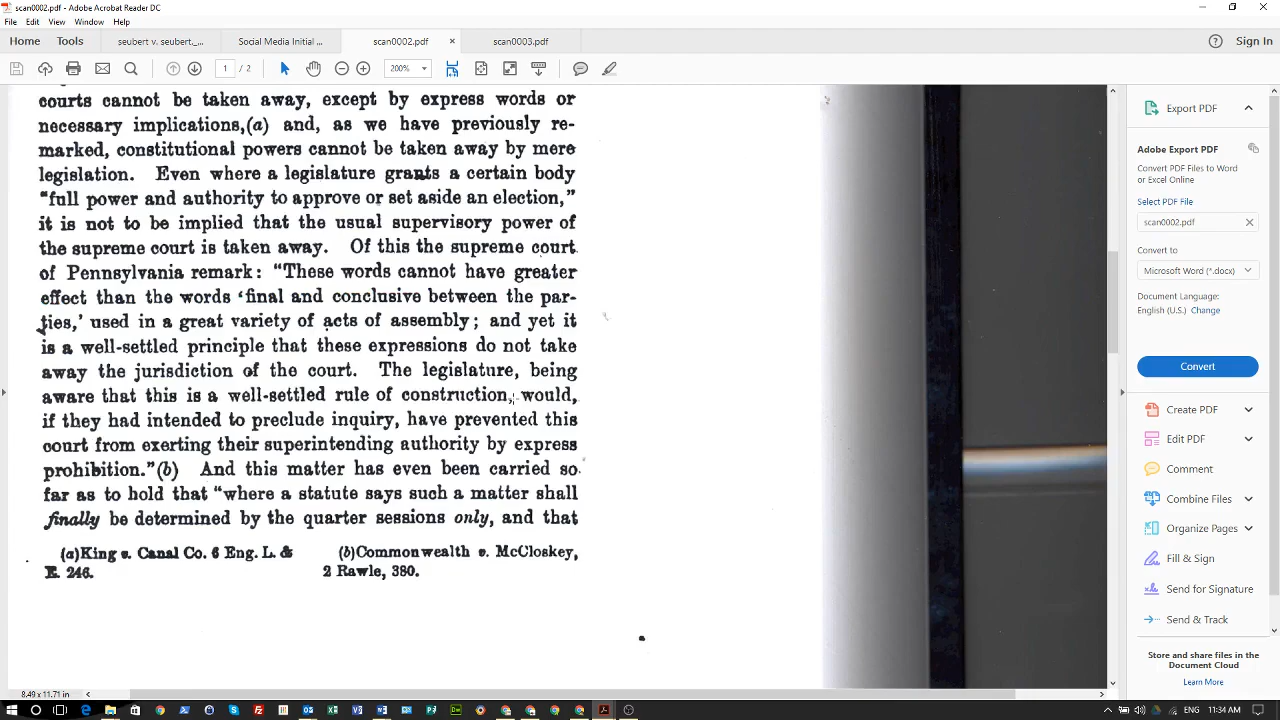 scan0002.pdf - Adobe Acrobat Reader DC
File Edit View Window Help
Home Tools seubert v. seubert._... Social Media Initial ... scan0002.pdf × scan0003.pdf Sign In
1 / 2 200%
courts cannot be taken away, except by express words or
necessary implications,(a) and, as we have previously re-
marked, constitutional powers cannot be taken away by mere
legislation. Even where a legislature grants a certain body
"full power and authority to approve or set aside an election,"
it is not to be implied that the usual supervisory power of
the supreme court is taken away. Of this the supreme court
of Pennsylvania remark: "These words cannot have greater
effect than the words 'final and conclusive between the par-
ties,' used in a great variety of acts of assembly; and yet it
is a well-settled principle that these expressions do not take
away the jurisdiction of the court. The legislature, being
aware that this is a well-settled rule of construction, would,
if they had intended to preclude inquiry, have prevented this
court from exerting their superintending authority by express
prohibition."(b) And this matter has even been carried so
far as to hold that "where a statute says such a matter shall
finally be determined by the quarter sessions only, and that
(a)King v. Canal Co. 6 Eng. L. &
E. 246.
(b)Commonwealth v. McCloskey,
2 Rawle, 380.
8.49 x 11.71 in
Export PDF
Adobe Export PDF
Convert PDF Files to Word
or Excel Online
Select PDF File
scan0002.pdf ×
Convert to
Microsoft Word (*.docx)
Document Language:
English (U.S.) Change
Convert
Create PDF
Edit PDF
Comment
Combine Files
Organize Pages
Fill & Sign
Send for Signature
Send & Track
Store and share files in the
Document Cloud
Learn More
11:34 AM